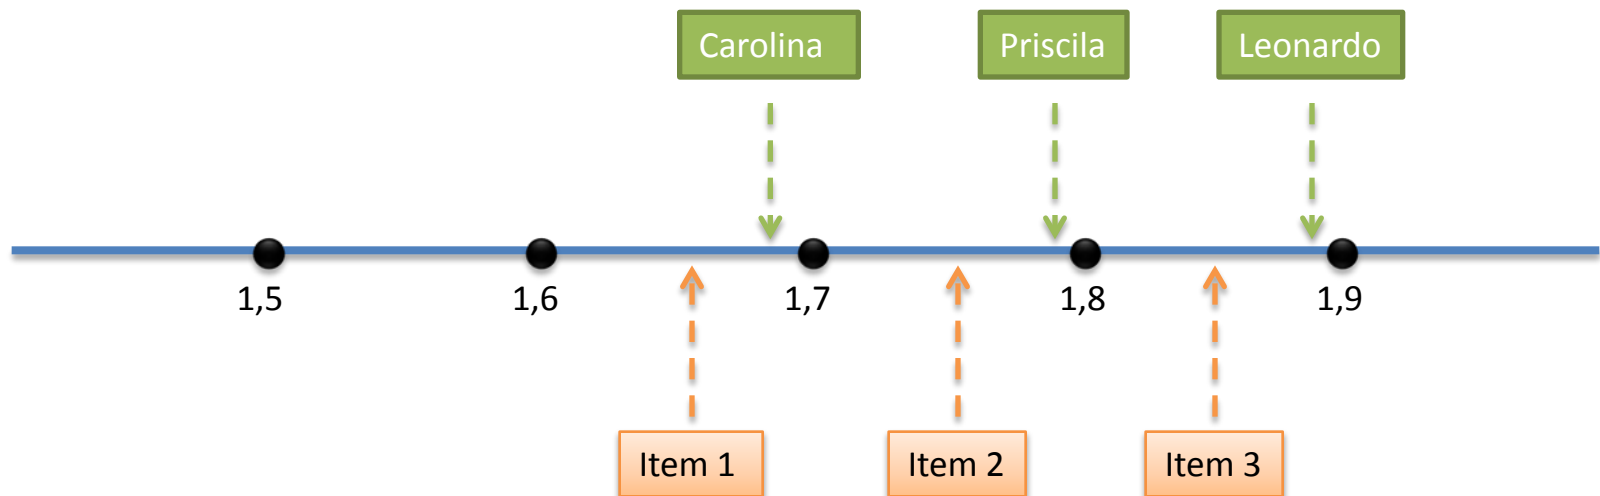 Carolina Priscila Leonardo
1,5 1,6 1,7 1,8 1,9
Item 1 Item 2 Item 3